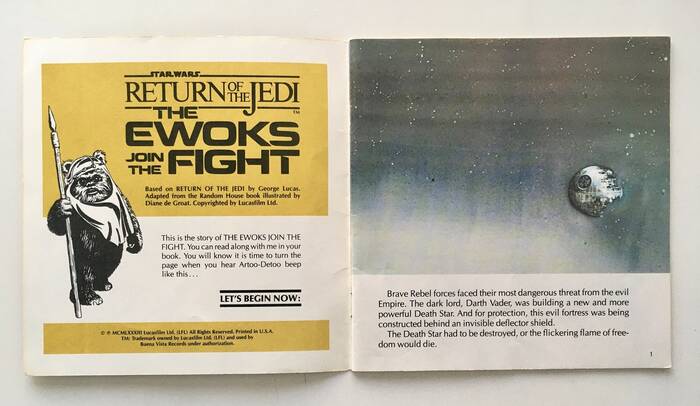 STAR WARS
RETURN OF THE JEDI
TM
THE
EWOKS
JOIN THE FIGHT
Based on RETURN OF THE JEDI by George Lucas.
Adapted from the Random House book illustrated by
Diane de Groat. Copyrighted by Lucasfilm Ltd.
This is the story of THE EWOKS JOIN THE
FIGHT. You can read along with me in your
book. You will know it is time to turn the
page when you hear Artoo-Detoo beep
like this . . .
LET'S BEGIN NOW:
© ℗ MCMLXXXIII Lucasfilm Ltd. (LFL) All Rights Reserved. Printed in U.S.A.
TM: Trademark owned by Lucasfilm Ltd. (LFL) and used by
Buena Vista Records under authorization.
Brave Rebel forces faced their most dangerous threat from the evil
Empire. The dark lord, Darth Vader, was building a new and more
powerful Death Star. And for protection, this evil fortress was being
constructed behind an invisible deflector shield.
The Death Star had to be destroyed, or the flickering flame of free-
dom would die.
1